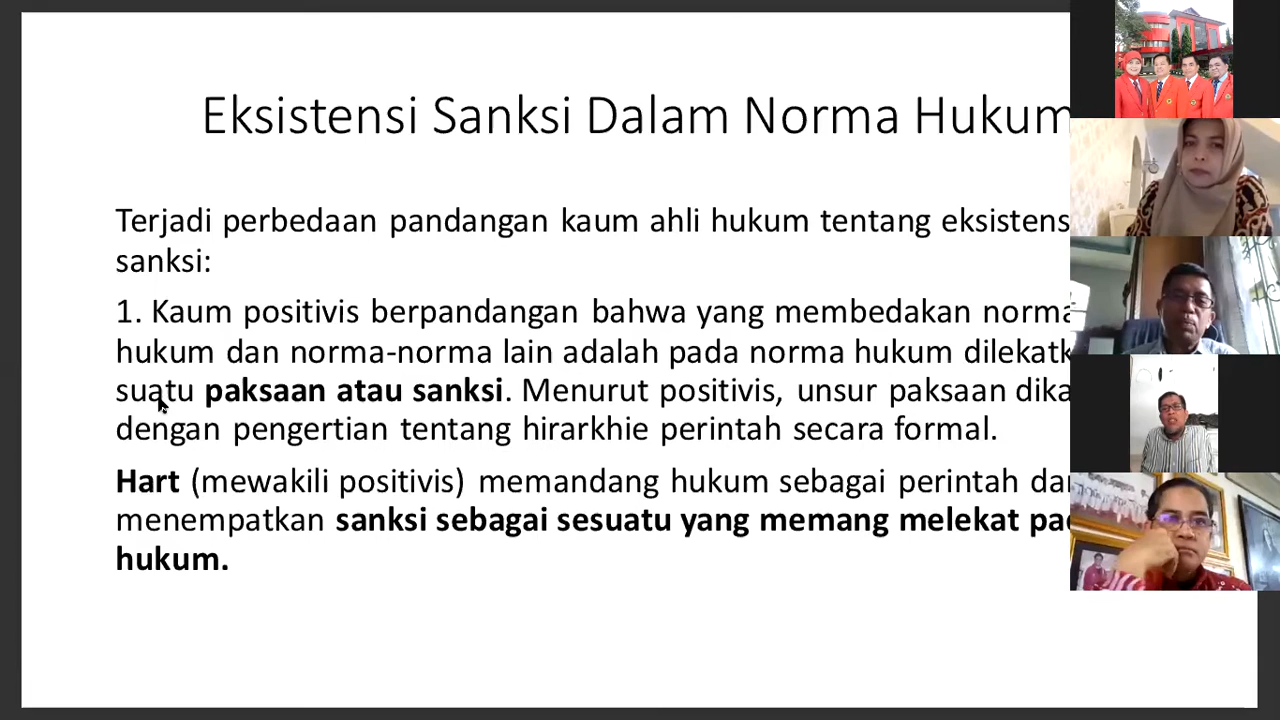 Eksistensi Sanksi Dalam Norma Hukum
Terjadi perbedaan pandangan kaum ahli hukum tentang eksistens
sanksi:
1. Kaum positivis berpandangan bahwa yang membedakan norma
hukum dan norma-norma lain adalah pada norma hukum dilekatk
suatu paksaan atau sanksi. Menurut positivis, unsur paksaan dika
dengan pengertian tentang hirarkhie perintah secara formal.
Hart (mewakili positivis) memandang hukum sebagai perintah dan
menempatkan sanksi sebagai sesuatu yang memang melekat pad
hukum.